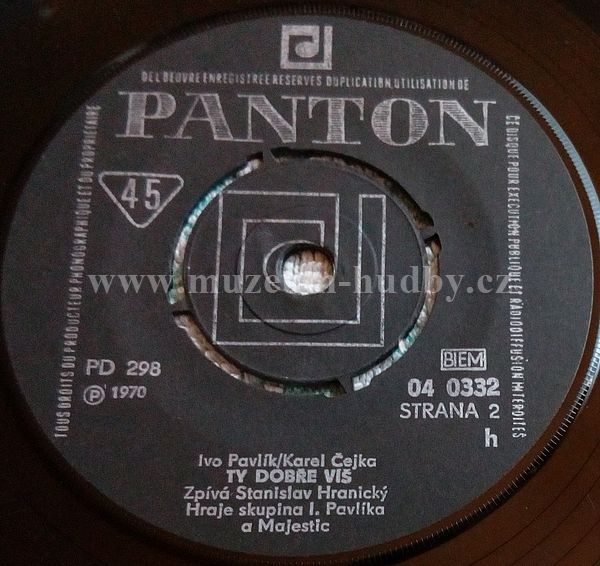 DEL'OEUVRE ENREGISTREE RESERVES DUPLICATION, UTILISATION DE
PANTON
CE DISQUE POUR EXECUTION PUBLIQUE ET RADIODIFFUSION INTERDITES
TOUS DROITS DU PRODUCTEUR PHONOGRAPHIQUE ET DU PROPRIETAIRE
45
www.muzeum-hudby.cz
PD 298
℗ 1970
BIEM
04 0332
STRANA 2
h
Ivo Pavlík/Karel Čejka
TY DOBŘE VÍŠ
Zpívá Stanislav Hranický
Hraje skupina I. Pavlíka
a Majestic